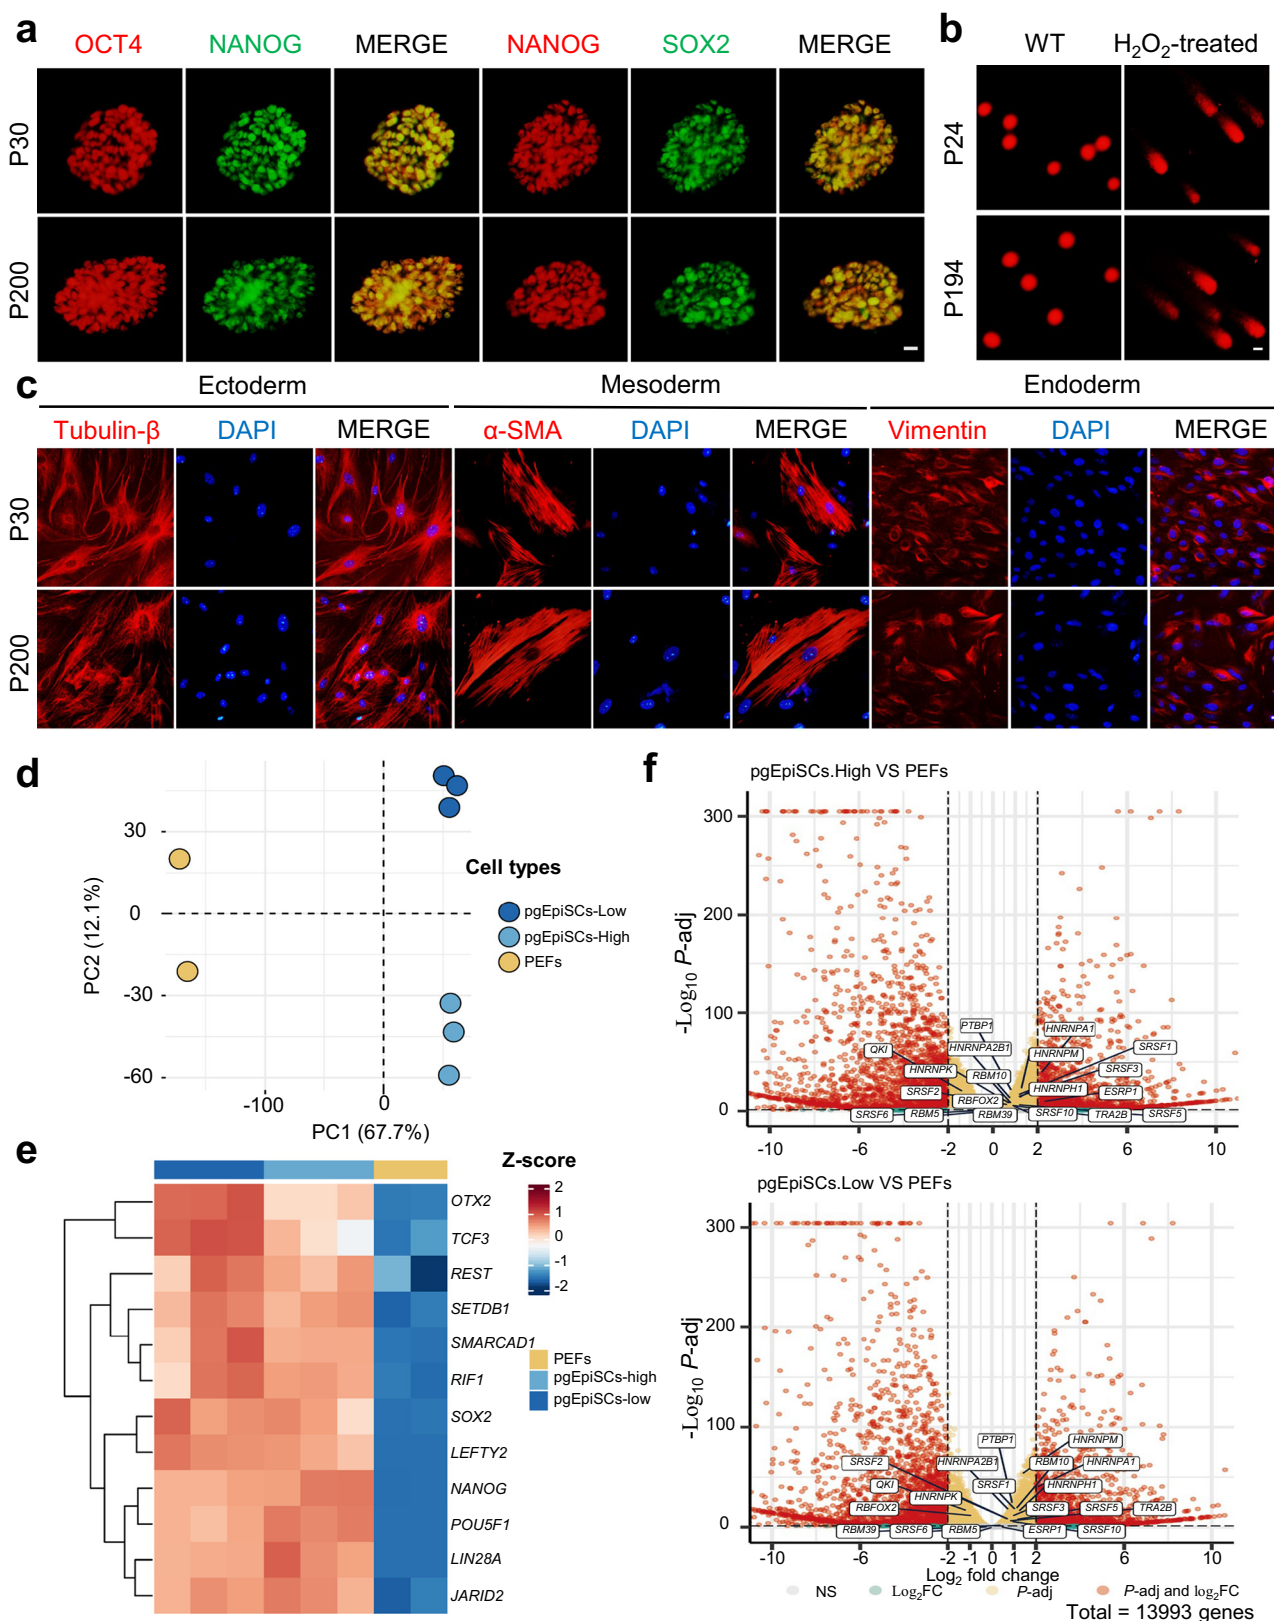 a
OCT4 NANOG MERGE NANOG SOX2 MERGE
P30
P200
b
WT H₂O₂-treated
P24
P194
c
Ectoderm Mesoderm Endoderm
Tubulin-β DAPI MERGE α-SMA DAPI MERGE Vimentin DAPI MERGE
P30
P200
d
30
0
-30
-60
PC2 (12.1%)
-100 0
PC1 (67.7%)
Cell types
pgEpiSCs-Low
pgEpiSCs-High
PEFs
e
OTX2
TCF3
REST
SETDB1
SMARCAD1
RIF1
SOX2
LEFTY2
NANOG
POU5F1
LIN28A
JARID2
Z-score
2
1
0
-1
-2
PEFs
pgEpiSCs-high
pgEpiSCs-low
f
pgEpiSCs.High VS PEFs
300
200
100
0
-Log₁₀ P-adj
PTBP1 HNRNPA1
QKI HNRNPA2B1 HNRNPM SRSF1
HNRNPK RBM10 SRSF3
SRSF2 RBFOX2 HNRNPH1 ESRP1
SRSF6 RBM5 RBM39 SRSF10 TRA2B SRSF5
-10 -6 -2 0 2 6 10
pgEpiSCs.Low VS PEFs
300
200
100
0
-Log₁₀ P-adj
PTBP1 HNRNPM
SRSF2 HNRNPA2B1 RBM10 HNRNPA1
QKI SRSF1 HNRNPH1
RBFOX2 HNRNPK SRSF3 SRSF5 TRA2B
RBM39 SRSF6 RBM5 ESRP1 SRSF10
-10 -6 -2 -1 0 1 2 6 10
Log₂ fold change
NS Log₂FC P-adj P-adj and log₂FC
Total = 13993 genes